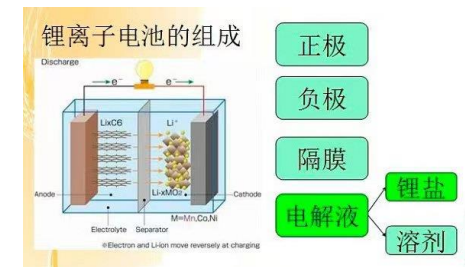 锂离子电池的组成
Discharge
e⁻
e⁻
LixC6
Li⁺
Li-xMO₂
Anode
Cathode
M=Mn,Co,Ni
Electrolyte
Separator
※Electron and Li-ion move reversely at charging
正极
负极
隔膜
电解液
锂盐
溶剂